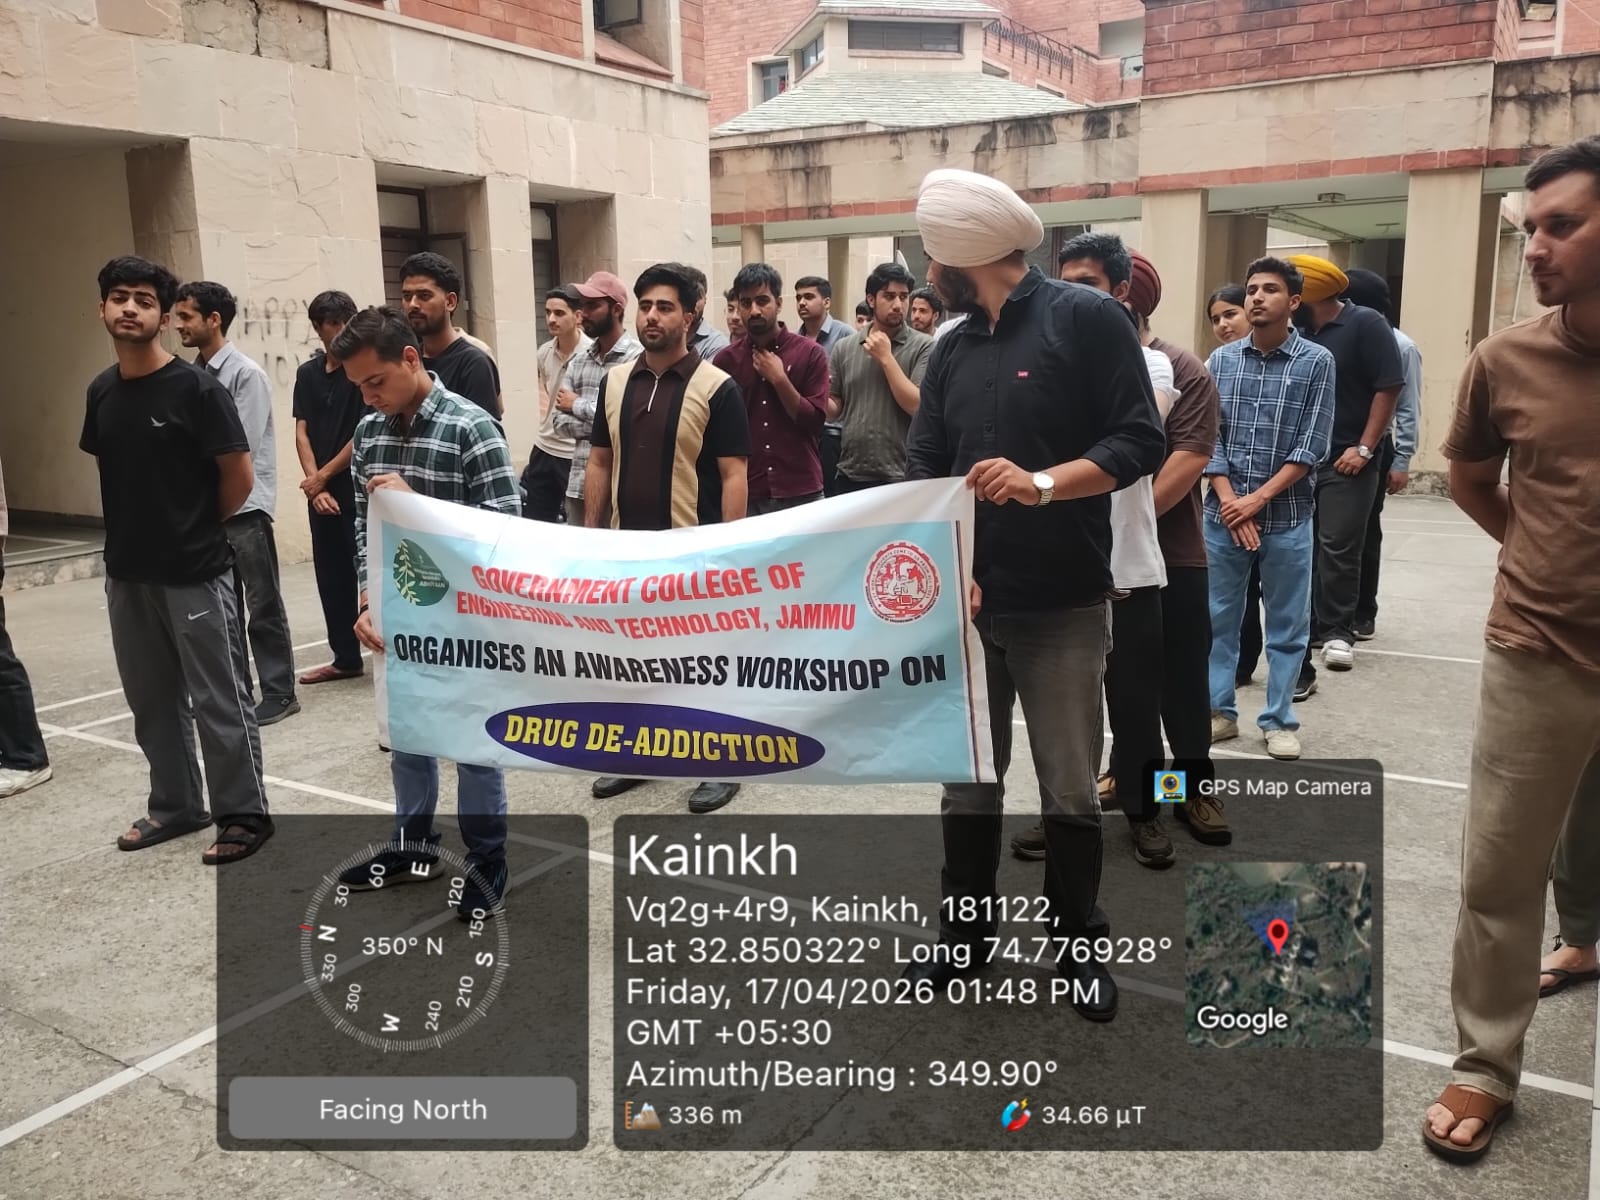 GOVERNMENT COLLEGE OF
ENGINEERING AND TECHNOLOGY, JAMMU
ORGANISES AN AWARENESS WORKSHOP ON
DRUG DE-ADDICTION
GPS Map Camera
Kainkh
Vq2g+4r9, Kainkh, 181122,
Lat 32.850322° Long 74.776928°
Friday, 17/04/2026 01:48 PM
GMT +05:30
Azimuth/Bearing : 349.90°
336 m
34.66 µT
Google
350° N
N
30
60
E
120
150
S
210
240
W
300
330
Facing North